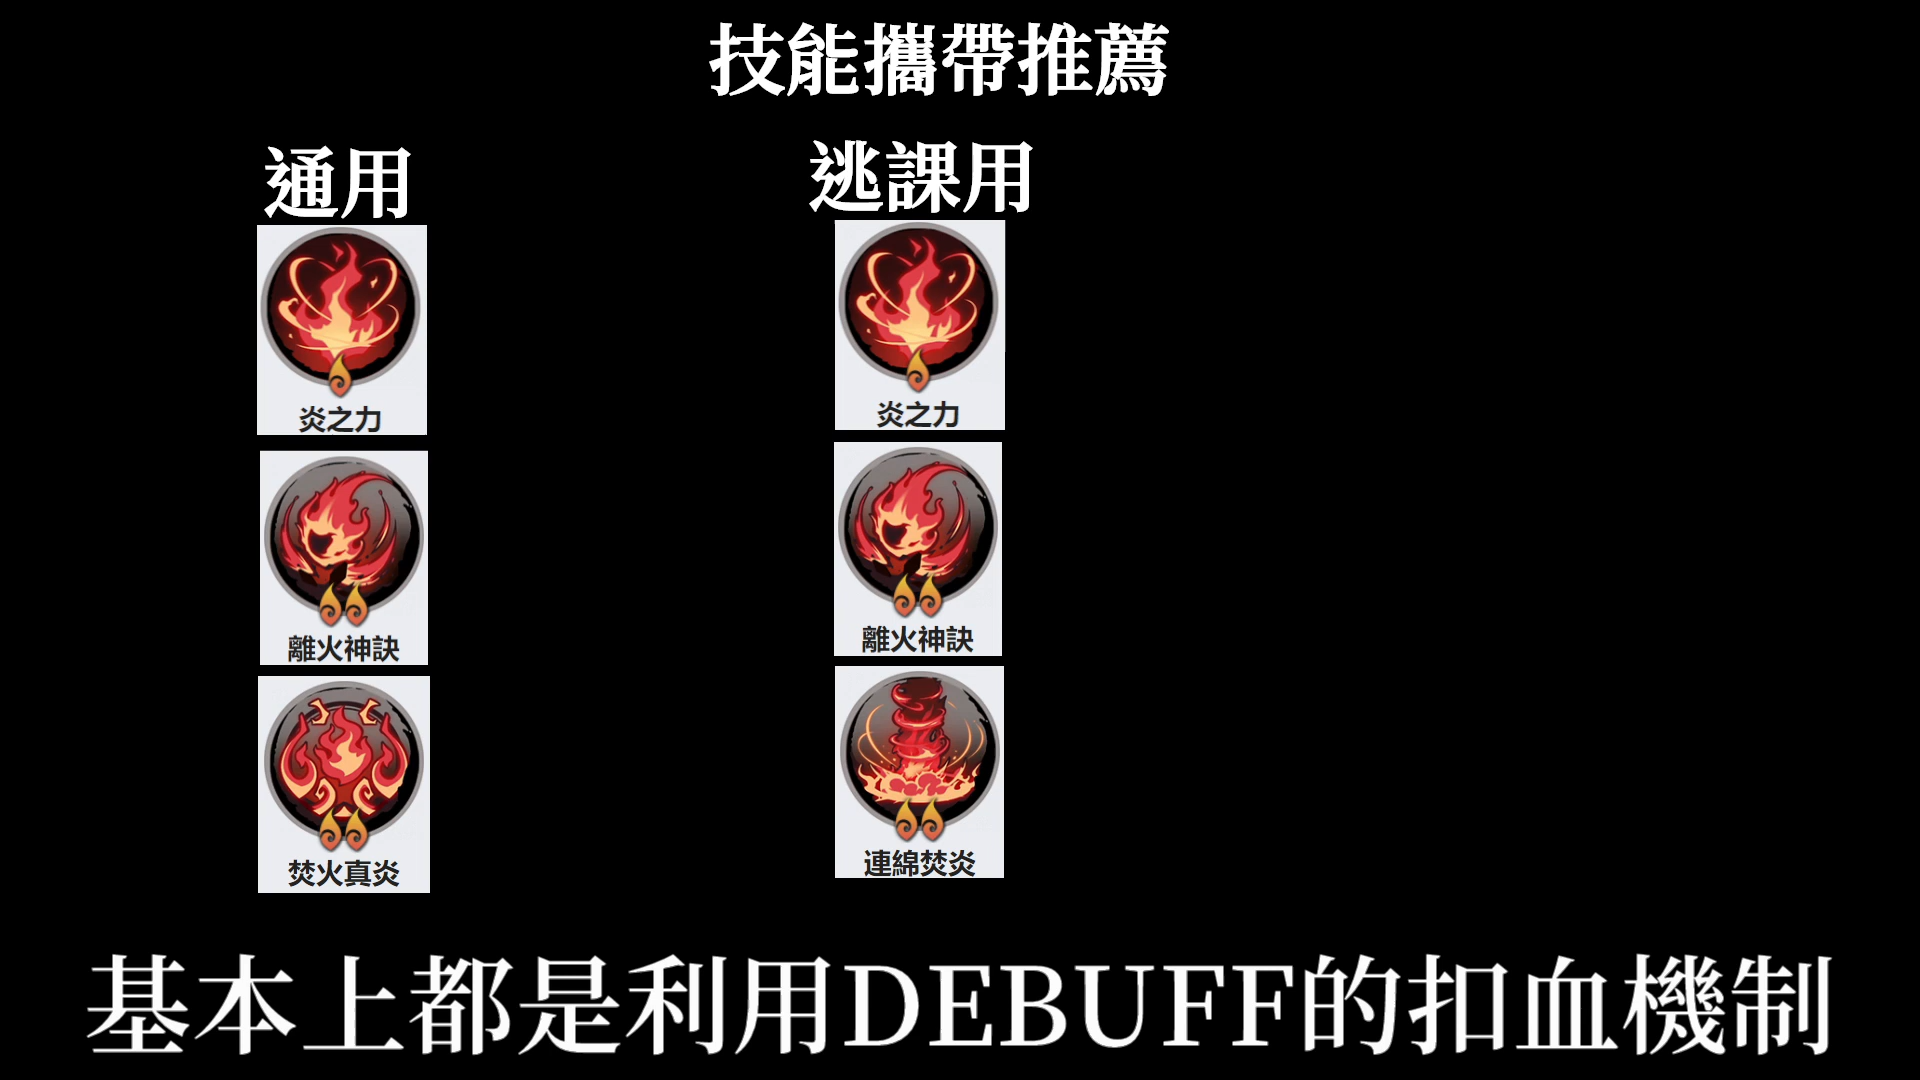 技能攜帶推薦
通用
炎之力
離火神訣
焚火真炎
逃課用
炎之力
離火神訣
連綿焚炎
基本上都是利用DEBUFF的扣血機制